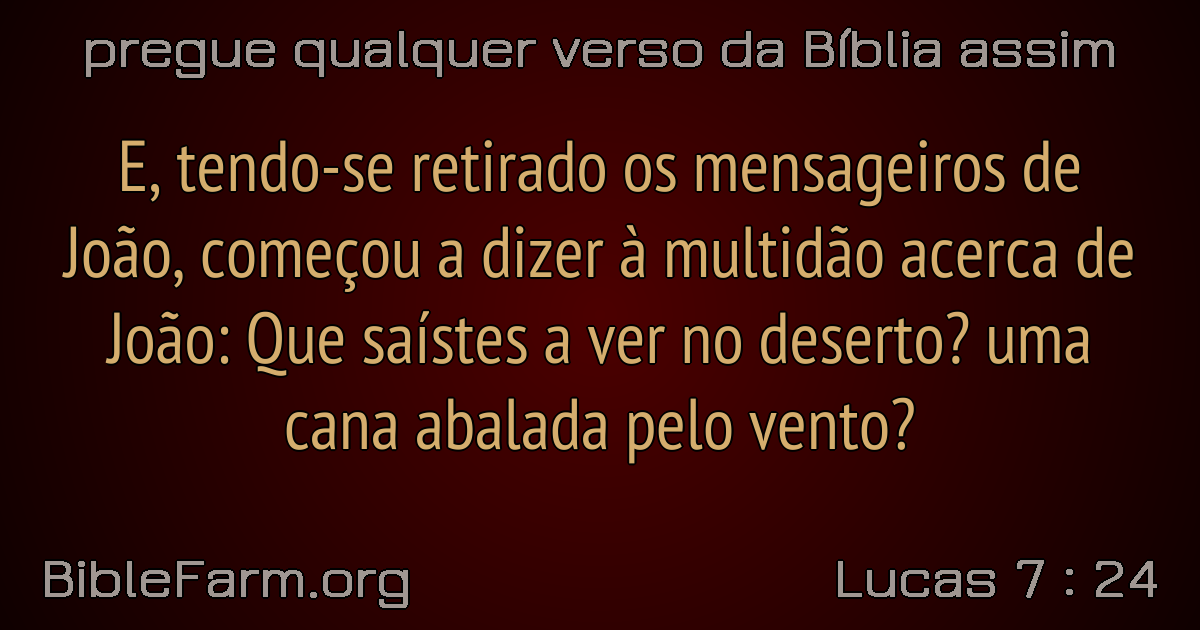 pregue qualquer verso da Bíblia assim
E, tendo-se retirado os mensageiros de
João, começou a dizer à multidão acerca de
João: Que saístes a ver no deserto? uma
cana abalada pelo vento?
BibleFarm.org
Lucas 7 : 24